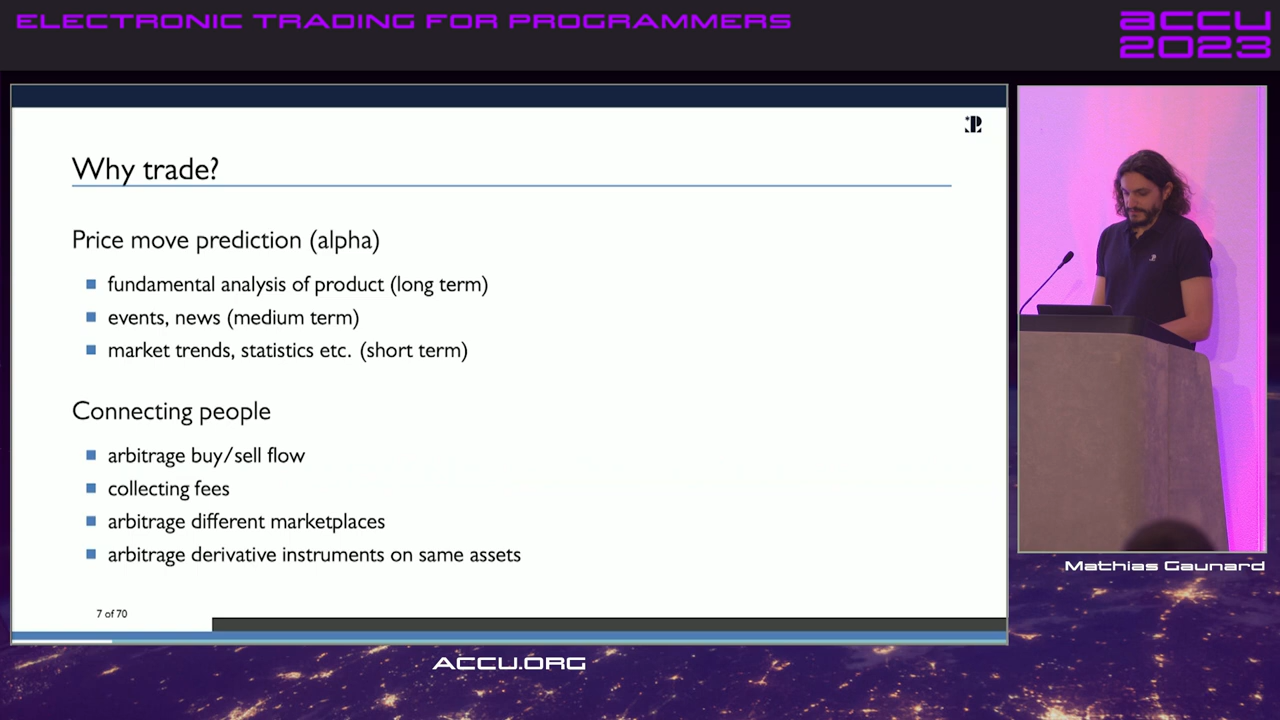 ELECTRONIC TRADING FOR PROGRAMMERS
accu
2023
Why trade?
Price move prediction (alpha)
fundamental analysis of product (long term)
events, news (medium term)
market trends, statistics etc. (short term)
Connecting people
arbitrage buy/sell flow
collecting fees
arbitrage different marketplaces
arbitrage derivative instruments on same assets
7 of 70
Mathias Gaunard
ACCU.ORG